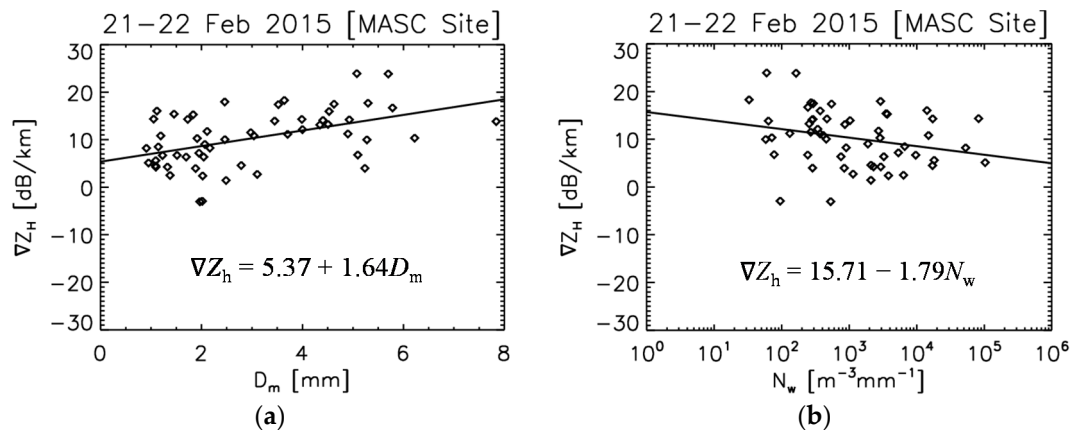 21−22 Feb 2015 [MASC Site]
∇Z_H [dB/km]
30
20
10
0
−10
−20
−30
∇Z_h = 5.37 + 1.64D_m
0 2 4 6 8
D_m [mm]
(a)
21−22 Feb 2015 [MASC Site]
∇Z_H [dB/km]
30
20
10
0
−10
−20
−30
∇Z_h = 15.71 − 1.79N_w
10^0 10^1 10^2 10^3 10^4 10^5 10^6
N_w [m^−3mm^−1]
(b)